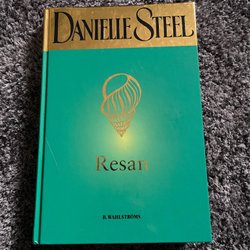 DANIELLE STEEL
Resan
B. WAHLSTRÖMS